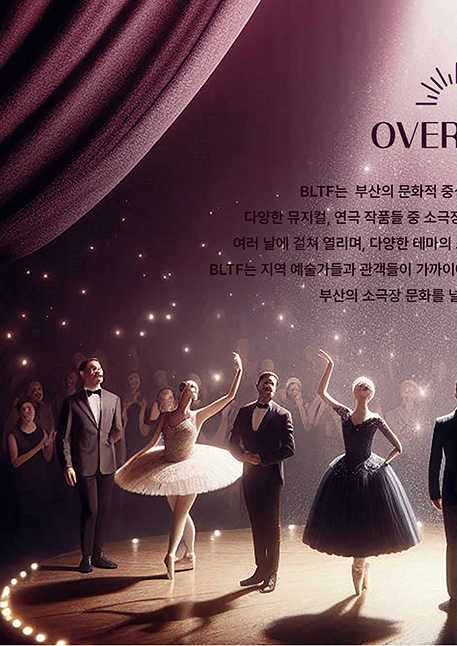 OVER
BLTF는 부산의 문화적 중
다양한 뮤지컬, 연극 작품들 중 소극장
여러 날에 걸쳐 열리며, 다양한 테마의
BLTF는 지역 예술가들과 관객들이 가까이
부산의 소극장 문화를 널